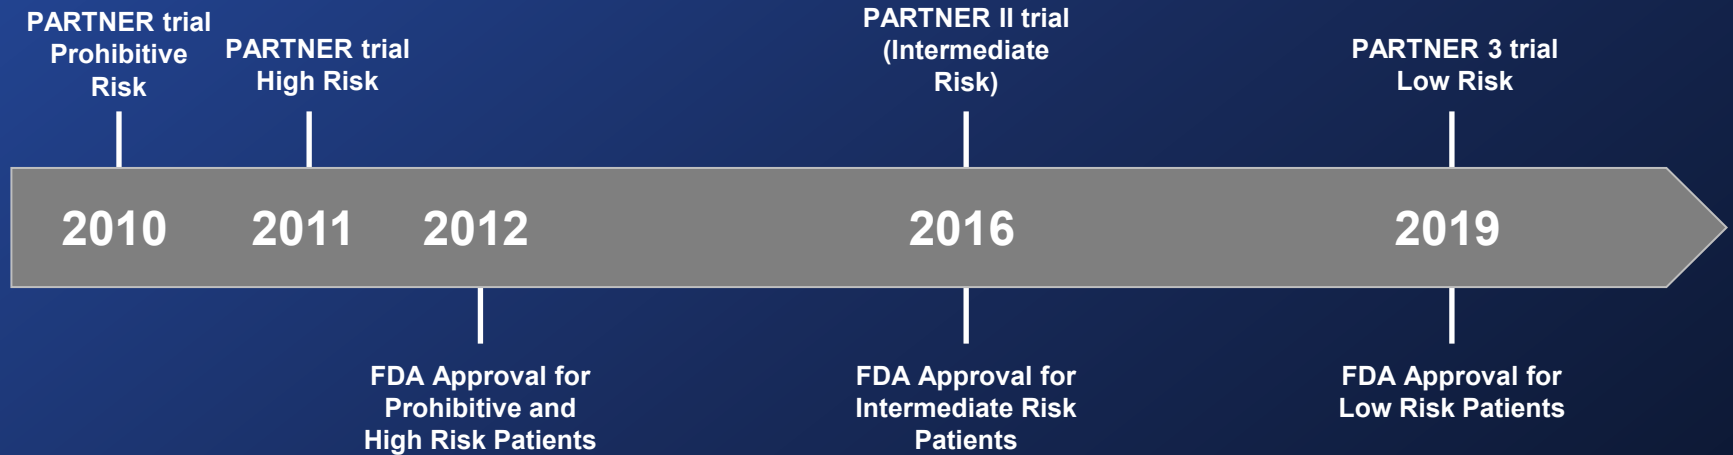 PARTNER trial
Prohibitive
Risk
PARTNER trial
High Risk
PARTNER II trial
(Intermediate
Risk)
PARTNER 3 trial
Low Risk
2010
2011
2012
2016
2019
FDA Approval for
Prohibitive and
High Risk Patients
FDA Approval for
Intermediate Risk
Patients
FDA Approval for
Low Risk Patients